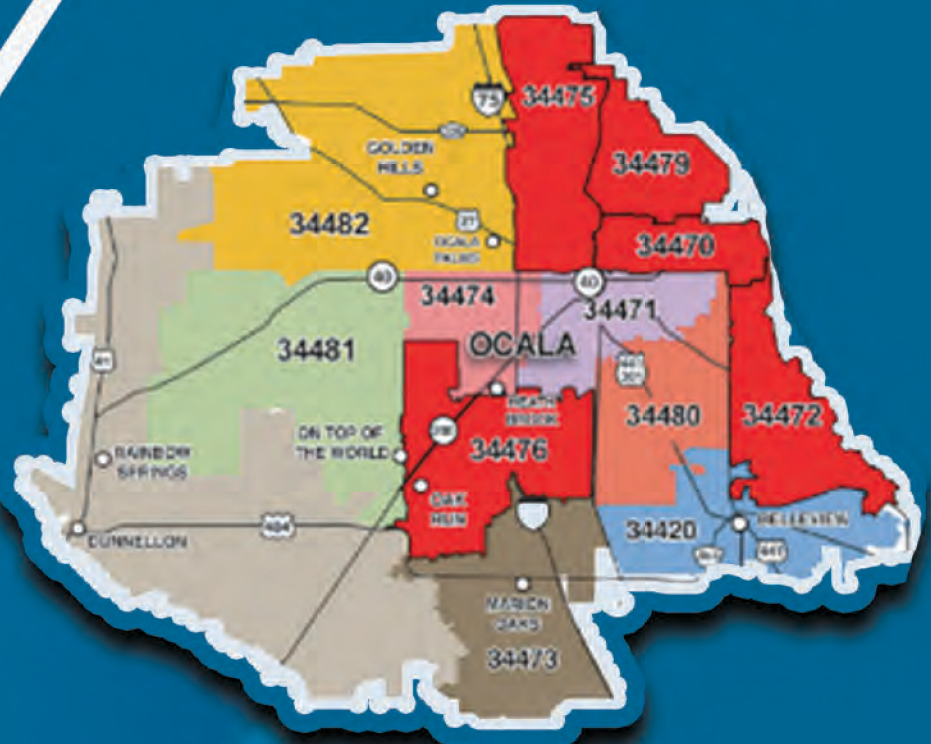 75
34475
GOLDEN
HILLS
34479
27
34482
OCALA
PALMS
34470
40
40
34474
34471
OCALA
34481
441
301
41
HEATH
BROOK
34480
34472
ON TOP OF
THE WORLD
200
34476
RAINBOW
SPRINGS
OAK
RUN
484
DUNNELLON
34420
BELLEVIEW
441
MARION
OAKS
34473